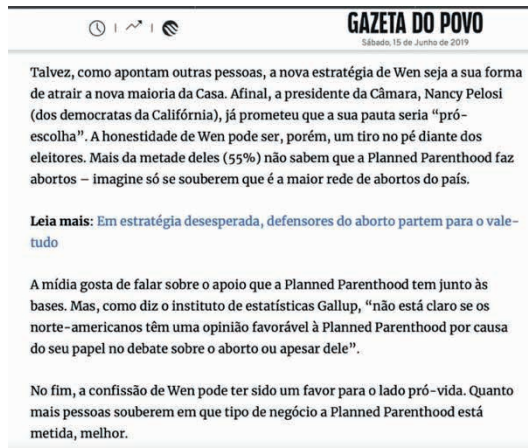 GAZETA DO POVO
Sábado, 15 de Junho de 2019
Talvez, como apontam outras pessoas, a nova estratégia de Wen seja a sua forma
de atrair a nova maioria da Casa. Afinal, a presidente da Câmara, Nancy Pelosi
(dos democratas da Califórnia), já prometeu que a sua pauta seria “pró-
escolha”. A honestidade de Wen pode ser, porém, um tiro no pé diante dos
eleitores. Mais da metade deles (55%) não sabem que a Planned Parenthood faz
abortos – imagine só se souberem que é a maior rede de abortos do país.
Leia mais: Em estratégia desesperada, defensores do aborto partem para o vale-
tudo
A mídia gosta de falar sobre o apoio que a Planned Parenthood tem junto às
bases. Mas, como diz o instituto de estatísticas Gallup, “não está claro se os
norte-americanos têm uma opinião favorável à Planned Parenthood por causa
do seu papel no debate sobre o aborto ou apesar dele”.
No fim, a confissão de Wen pode ter sido um favor para o lado pró-vida. Quanto
mais pessoas souberem em que tipo de negócio a Planned Parenthood está
metida, melhor.